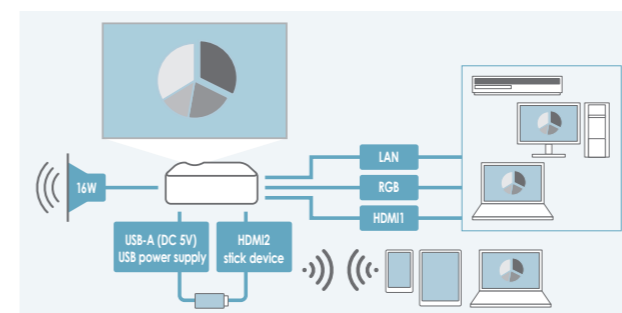 LAN
16W
RGB
HDMI1
USB-A (DC 5V)
USB power supply
HDMI2
stick device